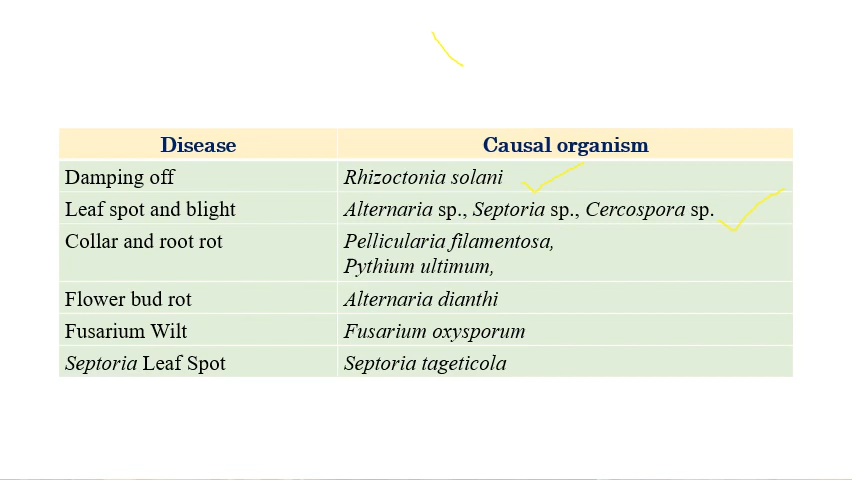 Disease Causal organism
Damping off Rhizoctonia solani
Leaf spot and blight Alternaria sp., Septoria sp., Cercospora sp.
Collar and root rot Pellicularia filamentosa,
Pythium ultimum,
Flower bud rot Alternaria dianthi
Fusarium Wilt Fusarium oxysporum
Septoria Leaf Spot Septoria tageticola